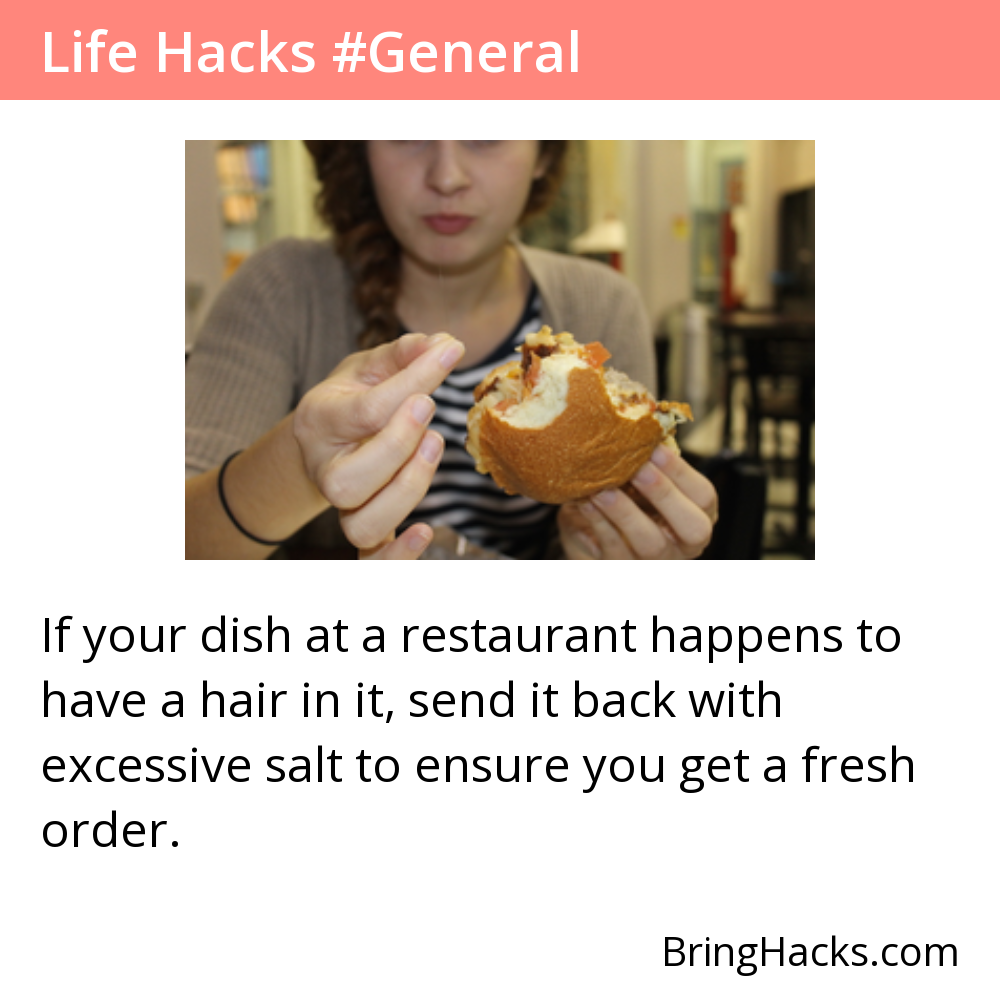 Life Hacks #General
If your dish at a restaurant happens to
have a hair in it, send it back with
excessive salt to ensure you get a fresh
order.
BringHacks.com